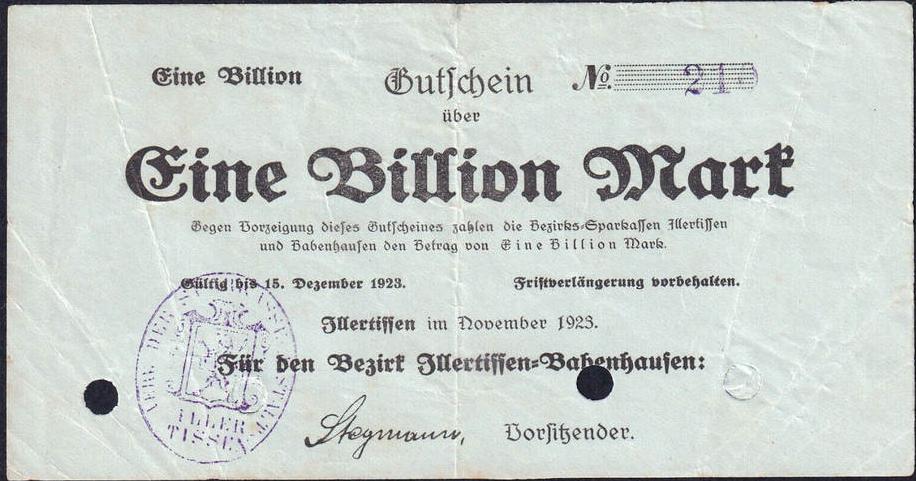 Eine Billion Gutschein No. 21
über
Eine Billion Mark
Gegen Vorzeigung dieses Gutscheines zahlen die Bezirks-Sparkassen Illertissen
und Babenhausen den Betrag von Eine Billion Mark.
Gültig bis 15. Dezember 1923. Fristverlängerung vorbehalten.
Illertissen im November 1923.
Für den Bezirk Illertissen-Babenhausen:
Stegmann, Vorsitzender.
ILLER
TISSEN